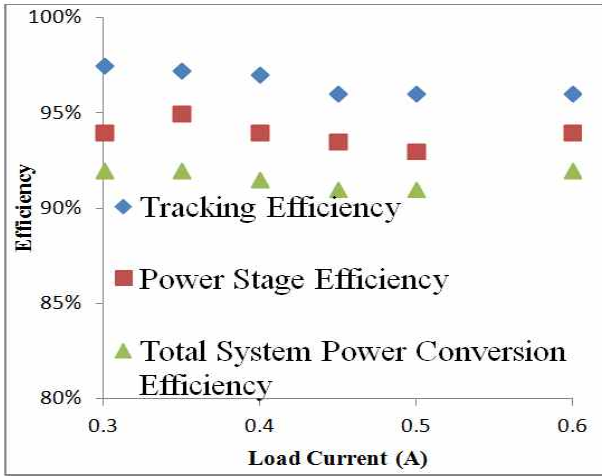 100%
95%
90%
85%
80%
Efficiency
Tracking Efficiency
Power Stage Efficiency
Total System Power Conversion
Efficiency
0.3
0.4
0.5
0.6
Load Current (A)